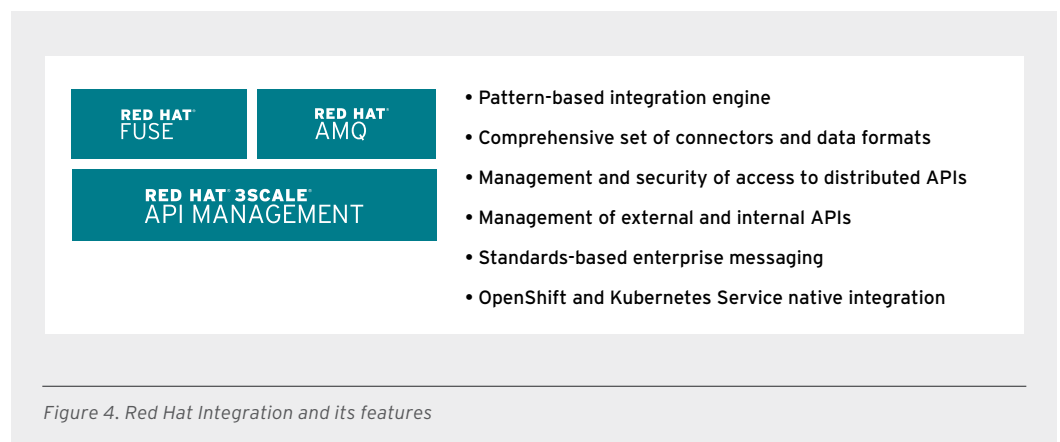 RED HAT®
FUSE
RED HAT®
AMQ
RED HAT® 3SCALE®
API MANAGEMENT
• Pattern-based integration engine
• Comprehensive set of connectors and data formats
• Management and security of access to distributed APIs
• Management of external and internal APIs
• Standards-based enterprise messaging
• OpenShift and Kubernetes Service native integration
Figure 4. Red Hat Integration and its features